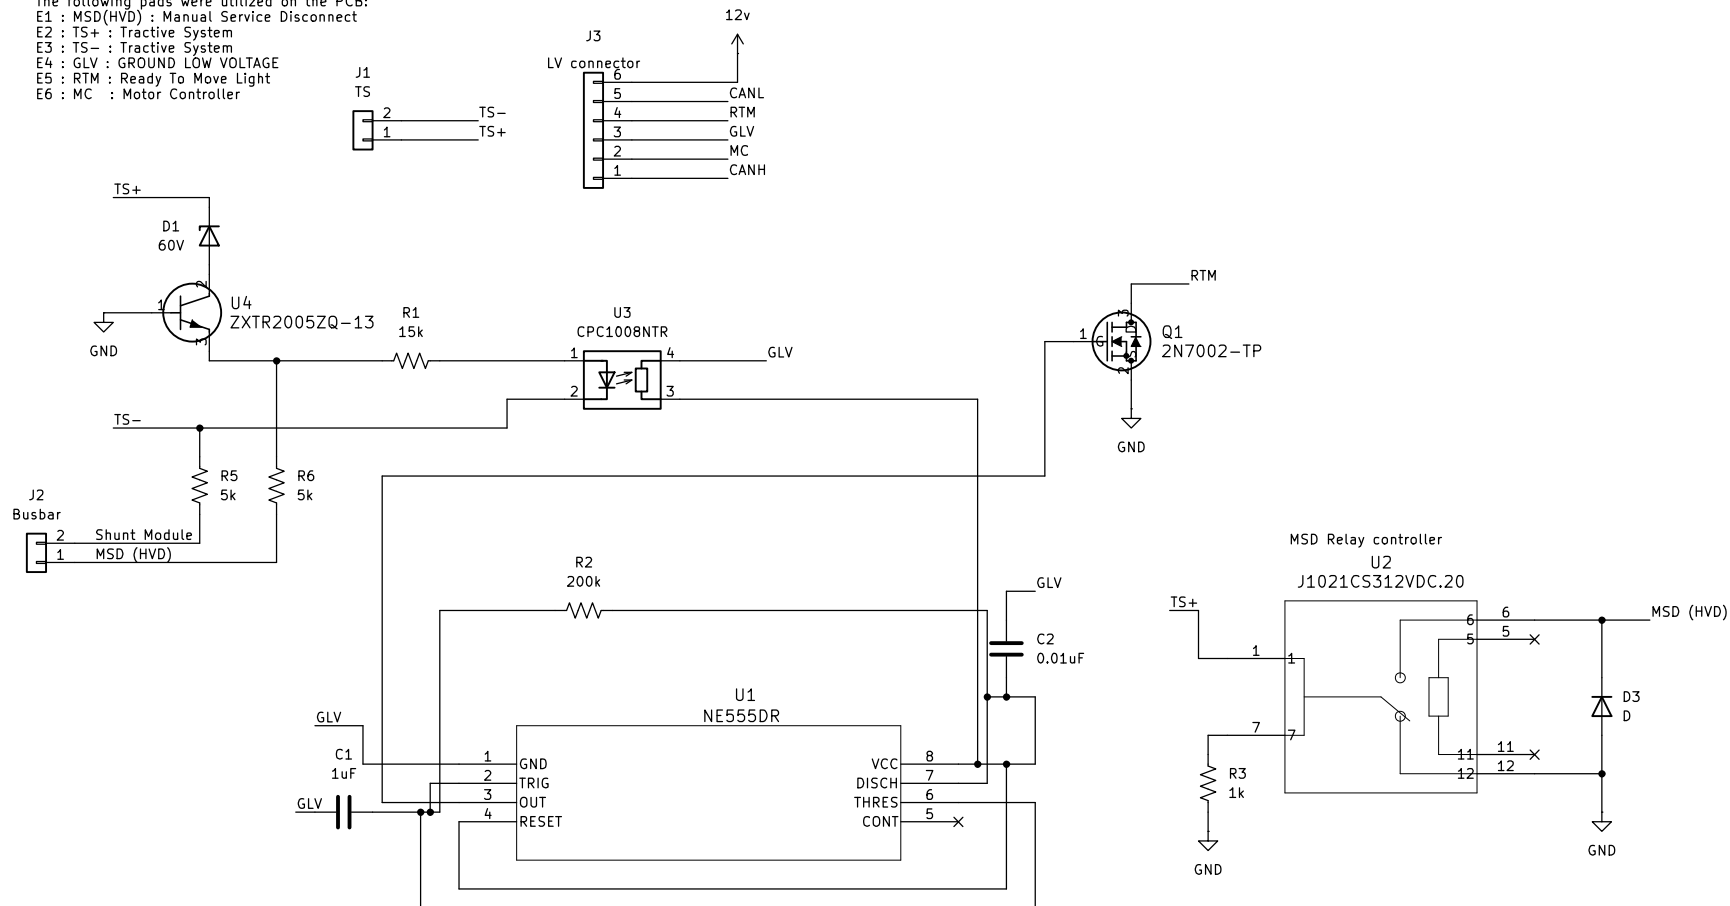 The following pads were utilized on the PCB:
E1 : MSD(HVD) : Manual Service Disconnect
E2 : TS+ : Tractive System
E3 : TS- : Tractive System
E4 : GLV : GROUND LOW VOLTAGE
E5 : RTM : Ready To Move Light
E6 : MC : Motor Controller
J1
TS
2 TS-
1 TS+
J3
LV connector
12v
6
5 CANL
4 RTM
3 GLV
2 MC
1 CANH
TS+
D1
60V
2
1
3
U4
ZXTR2005ZQ-13
GND
R1
15k
U3
CPC1008NTR
1
2
4
3
GLV
TS-
R5
5k
R6
5k
J2
Busbar
2 Shunt Module
1 MSD (HVD)
RTM
3
D
1
G
S
2
Q1
2N7002-TP
GND
R2
200k
GLV
C2
0.01uF
U1
NE555DR
GLV
C1
1uF
GLV
1 GND
2 TRIG
3 OUT
4 RESET
VCC 8
DISCH 7
THRES 6
CONT 5
MSD Relay controller
U2
J1021CS312VDC.20
TS+
1 1
7 7
6 6
5 5
11 11
12 12
MSD (HVD)
D3
D
R3
1k
GND
GND